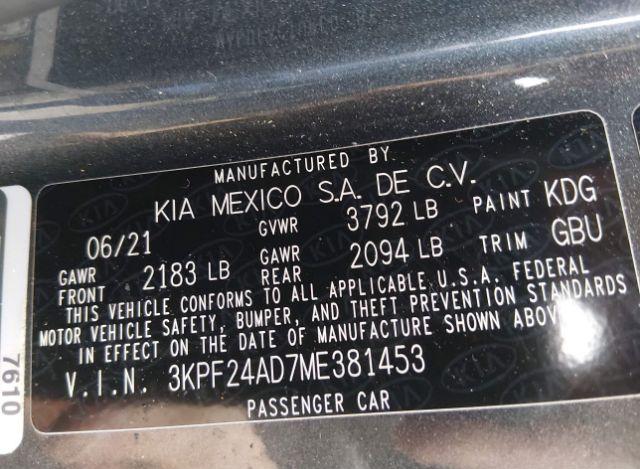 MANUFACTURED BY
KIA MEXICO S.A. DE C.V.
06/21 GVWR 3792 LB PAINT KDG
GAWR FRONT 2183 LB GAWR REAR 2094 LB TRIM GBU
THIS VEHICLE CONFORMS TO ALL APPLICABLE U.S.A. FEDERAL
MOTOR VEHICLE SAFETY, BUMPER, AND THEFT PREVENTION STANDARDS
IN EFFECT ON THE DATE OF MANUFACTURE SHOWN ABOVE
V.I.N. 3KPF24AD7ME381453
PASSENGER CAR
7610